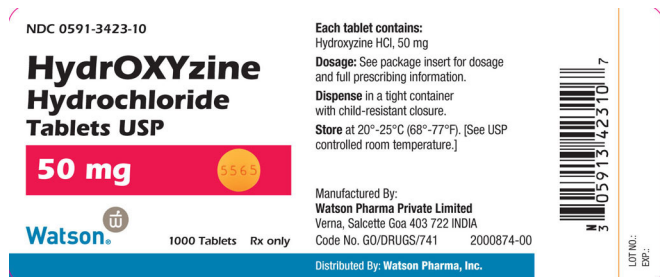 NDC 0591-3423-10
HydrOXYzine
Hydrochloride
Tablets USP
50 mg
5565
Watson®
1000 Tablets Rx only
Each tablet contains:
Hydroxyzine HCl, 50 mg
Dosage: See package insert for dosage
and full prescribing information.
Dispense in a tight container
with child-resistant closure.
Store at 20°-25°C (68°-77°F). [See USP
controlled room temperature.]
Manufactured By:
Watson Pharma Private Limited
Verna, Salcette Goa 403 722 INDIA
Code No. GO/DRUGS/741 2000874-00
Distributed By: Watson Pharma, Inc.
N
3 05913 42310 7
LOT NO.:
EXP.: